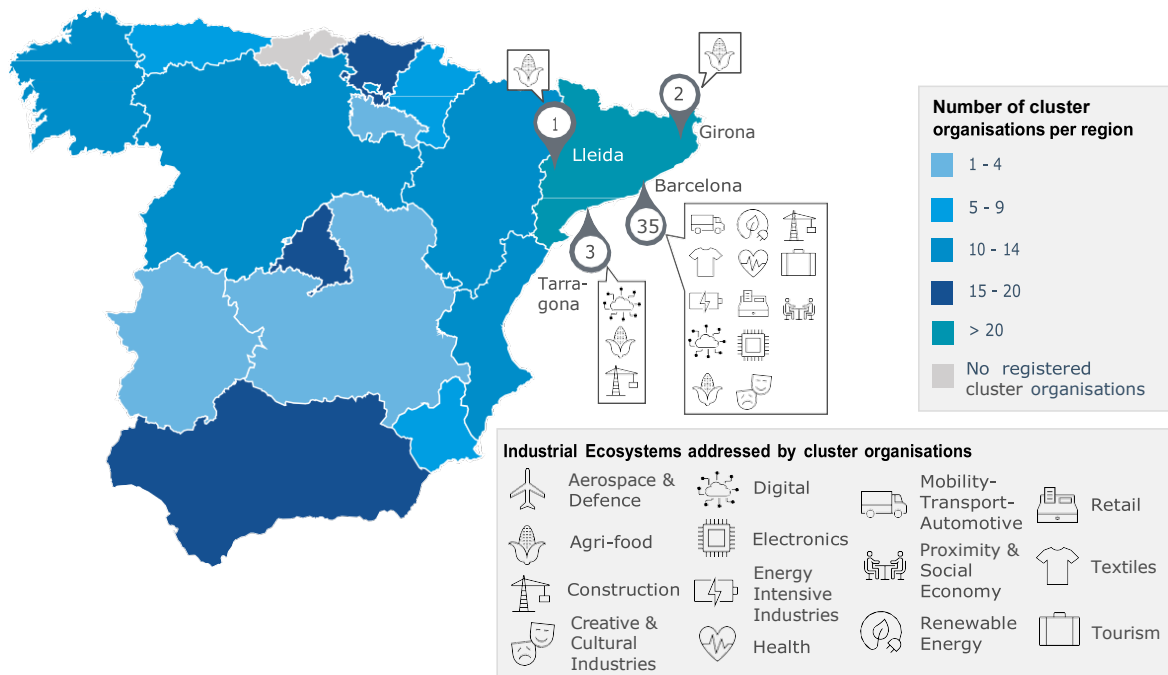 2
1
Girona
Lleida
Barcelona
35
3
Tarra-
gona
Number of cluster
organisations per region
1 - 4
5 - 9
10 - 14
15 - 20
> 20
No registered
cluster organisations
Industrial Ecosystems addressed by cluster organisations
Aerospace &
Defence
Agri-food
Construction
Creative &
Cultural
Industries
Digital
Electronics
Energy
Intensive
Industries
Health
Mobility-
Transport-
Automotive
Proximity &
Social
Economy
Renewable
Energy
Retail
Textiles
Tourism